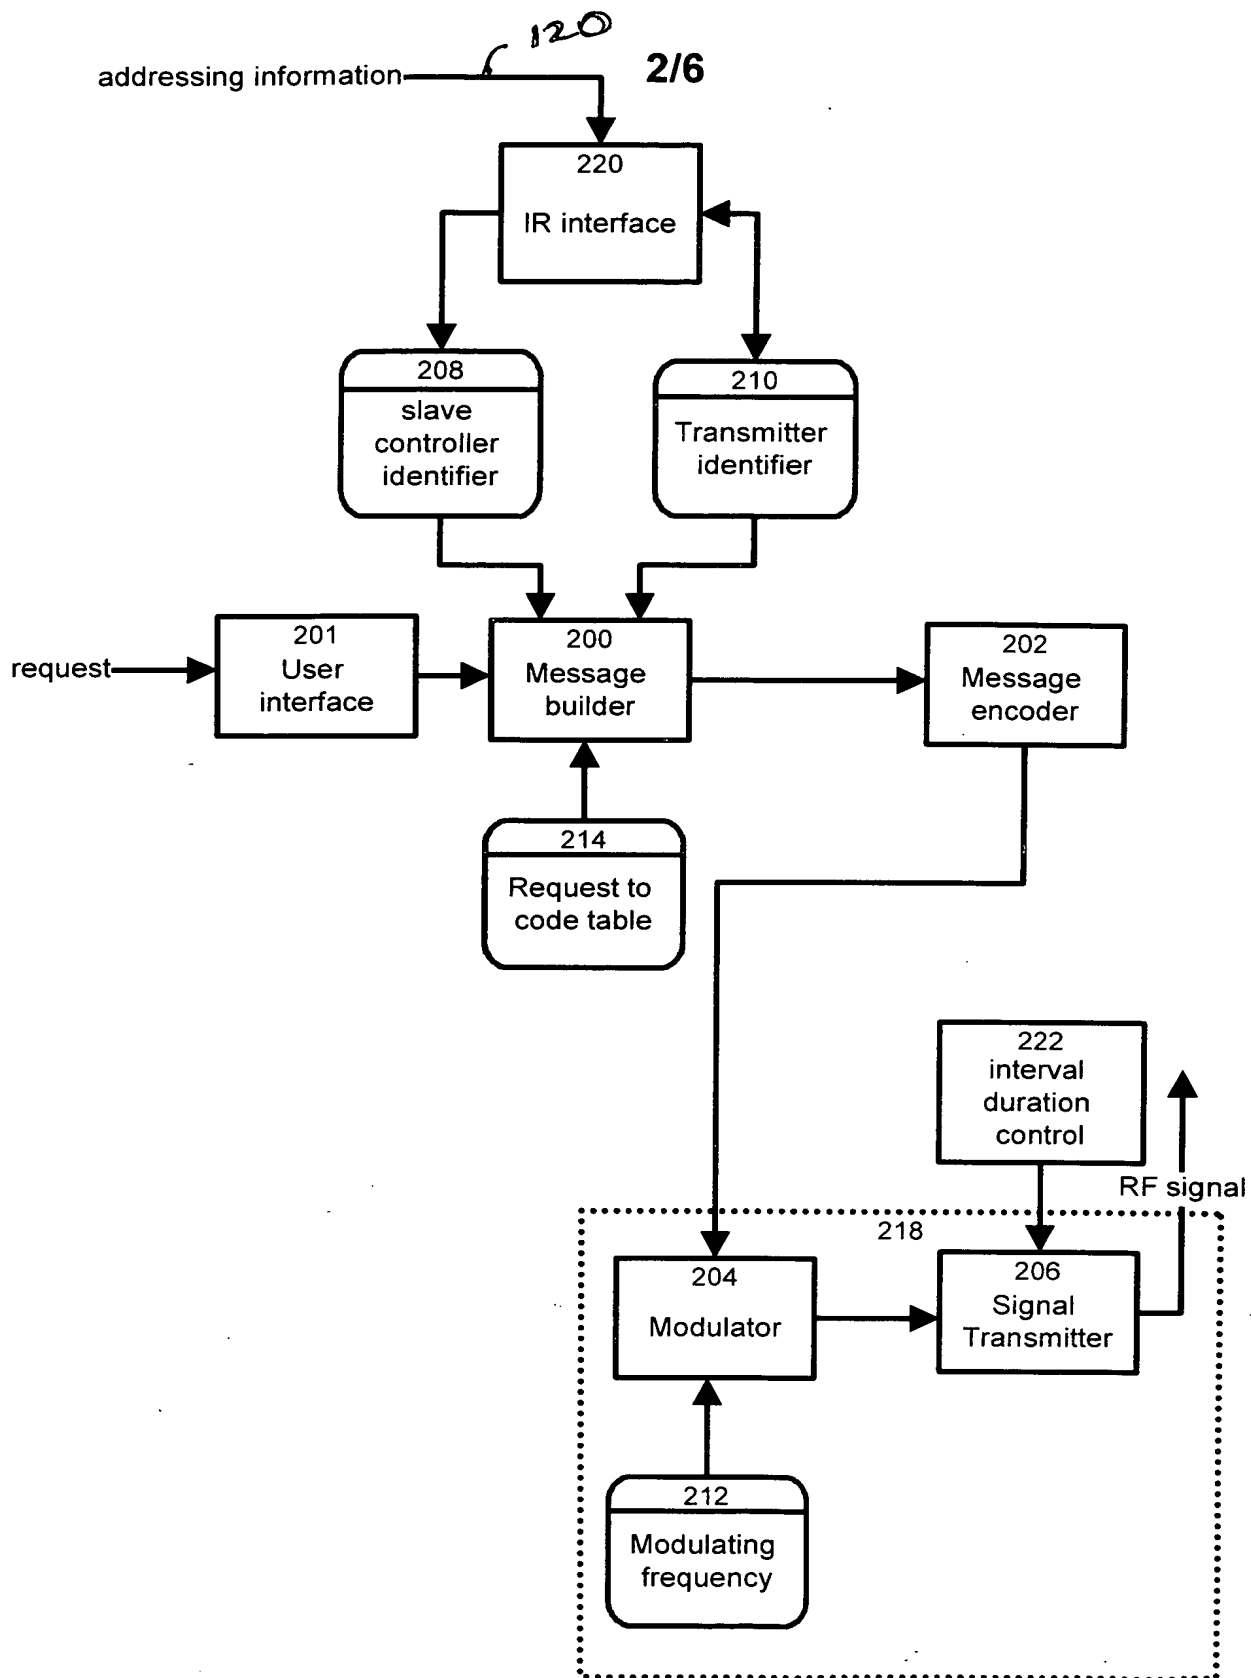 120
2/6
addressing information
220
IR interface
208
slave
controller
identifier
210
Transmitter
identifier
request
201
User
interface
200
Message
builder
202
Message
encoder
214
Request to
code table
222
interval
duration
control
RF signal
218
204
Modulator
206
Signal
Transmitter
212
Modulating
frequency